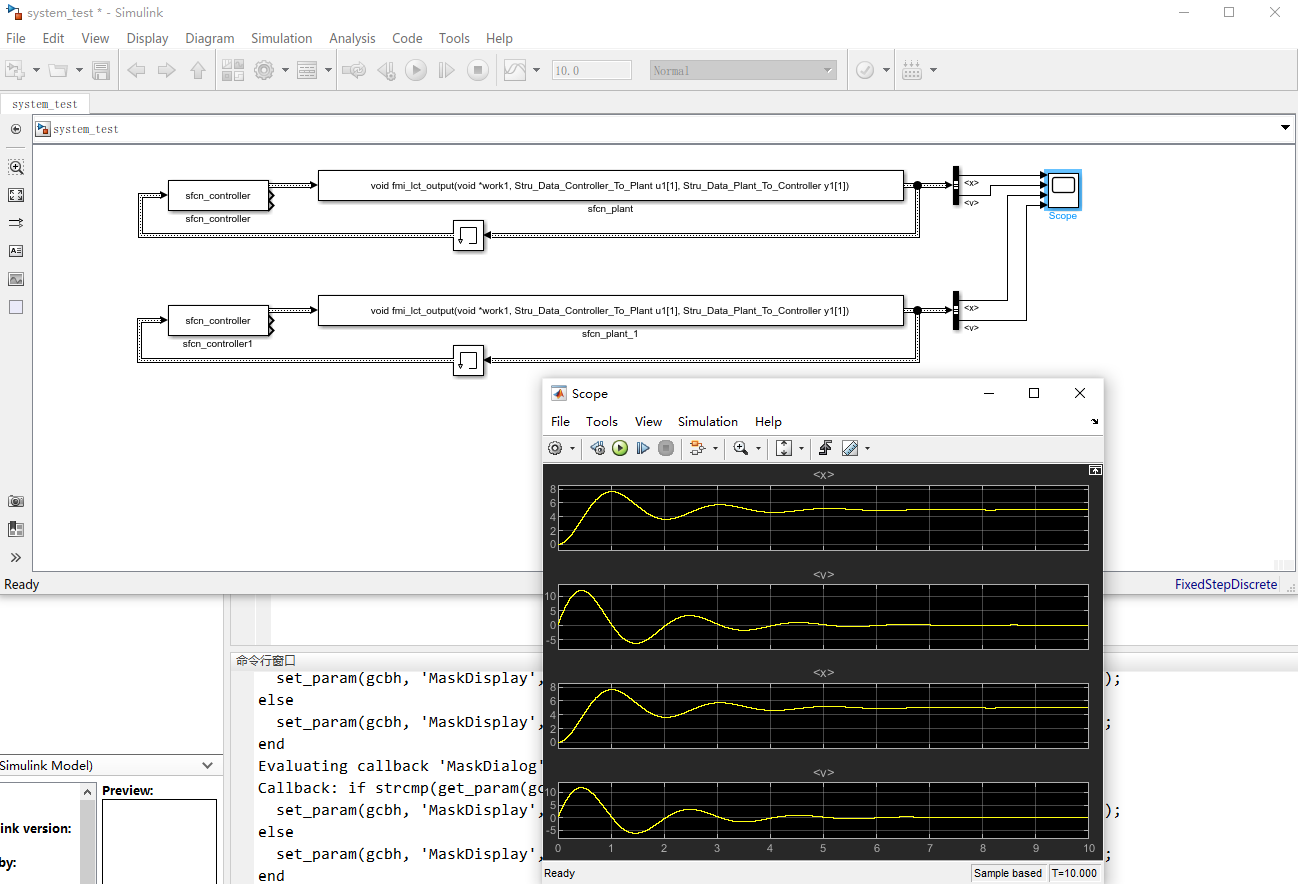 system_test * - Simulink
File Edit View Display Diagram Simulation Analysis Code Tools Help
10.0 Normal
system_test
system_test
sfcn_controller
sfcn_controller
void fmi_lct_output(void *work1, Stru_Data_Controller_To_Plant u1[1], Stru_Data_Plant_To_Controller y1[1])
sfcn_plant
<x>
<v>
Scope
sfcn_controller
sfcn_controller1
void fmi_lct_output(void *work1, Stru_Data_Controller_To_Plant u1[1], Stru_Data_Plant_To_Controller y1[1])
sfcn_plant_1
<x>
<v>
Ready
FixedStepDiscrete
Scope
File Tools View Simulation Help
<x>
8
6
4
2
0
<v>
10
5
0
-5
<x>
8
6
4
2
0
<v>
10
5
0
-5
0 1 2 3 4 5 6 7 8 9 10
Ready
Sample based T=10.000
命令行窗口
set_param(gcbh, 'MaskDisplay', );
else
set_param(gcbh, 'MaskDisplay', ;
end
Evaluating callback 'MaskDialog'
Callback: if strcmp(get_param(gc
set_param(gcbh, 'MaskDisplay', );
else
set_param(gcbh, 'MaskDisplay', ;
end
Simulink Model)
Preview:
ink version:
by: